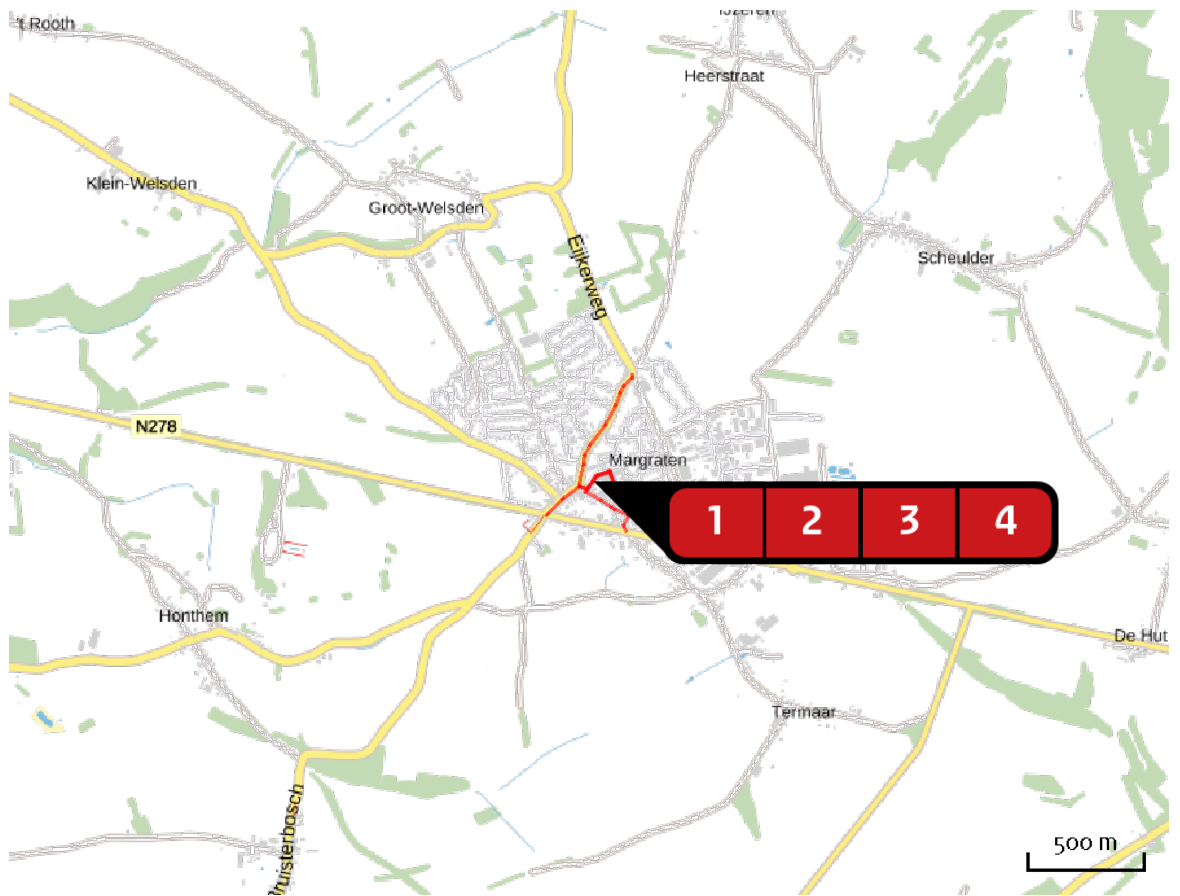 't Rooth
IJzeren
Heerstraat
Klein-Welsden
Groot-Welsden
Eijkerweg
Scheulder
N278
Margraten
1 2 3 4
Honthem
De Hut
Termaar
500 m